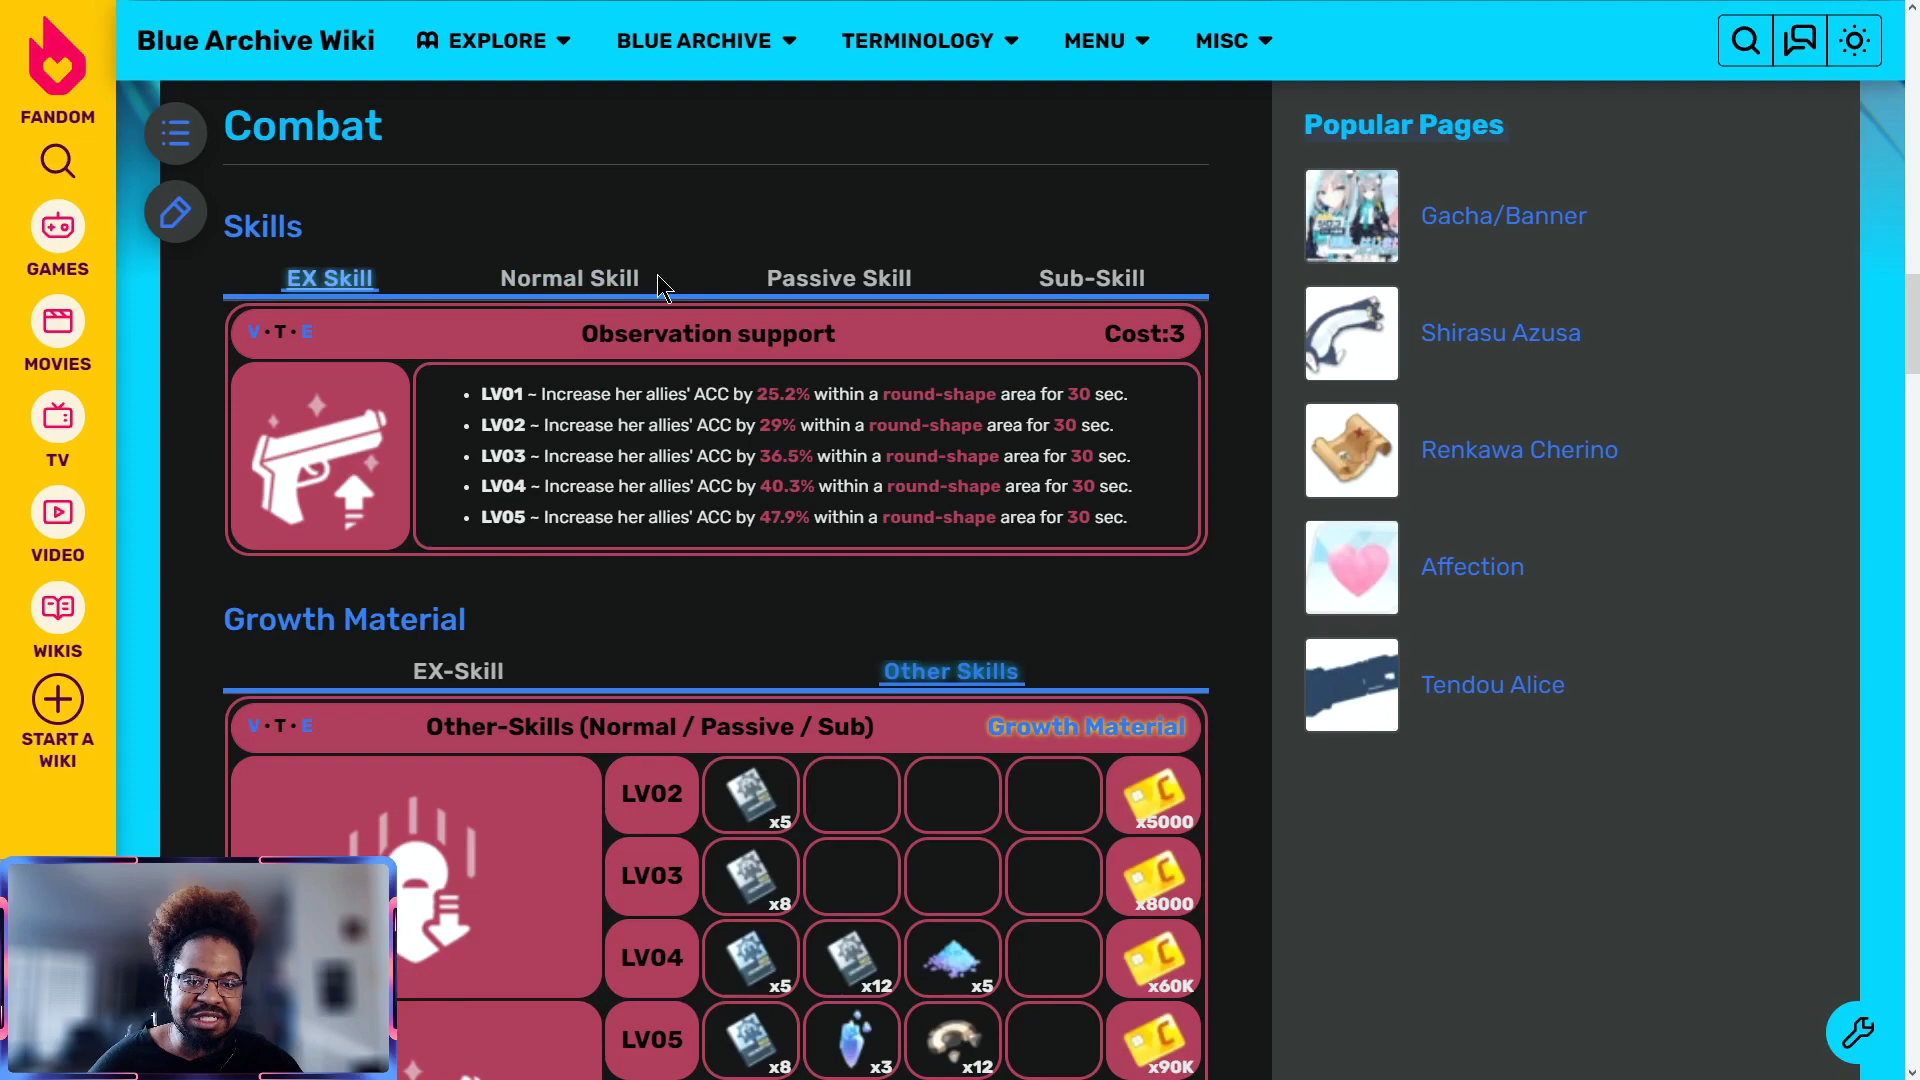 Blue Archive Wiki
EXPLORE
BLUE ARCHIVE
TERMINOLOGY
MENU
MISC
FANDOM
GAMES
MOVIES
TV
VIDEO
WIKIS
START A
WIKI
Combat
Skills
EX Skill
Normal Skill
Passive Skill
Sub-Skill
V·T·E
Observation support
Cost:3
• LV01 ~ Increase her allies' ACC by 25.2% within a round-shape area for 30 sec.
• LV02 ~ Increase her allies' ACC by 29% within a round-shape area for 30 sec.
• LV03 ~ Increase her allies' ACC by 36.5% within a round-shape area for 30 sec.
• LV04 ~ Increase her allies' ACC by 40.3% within a round-shape area for 30 sec.
• LV05 ~ Increase her allies' ACC by 47.9% within a round-shape area for 30 sec.
Growth Material
EX-Skill
Other Skills
V·T·E
Other-Skills (Normal / Passive / Sub)
Growth Material
LV02
x5
x5000
LV03
x8
x8000
LV04
x5
x12
x5
x60K
LV05
x8
x3
x12
x90K
Popular Pages
Gacha/Banner
Shirasu Azusa
Renkawa Cherino
Affection
Tendou Alice